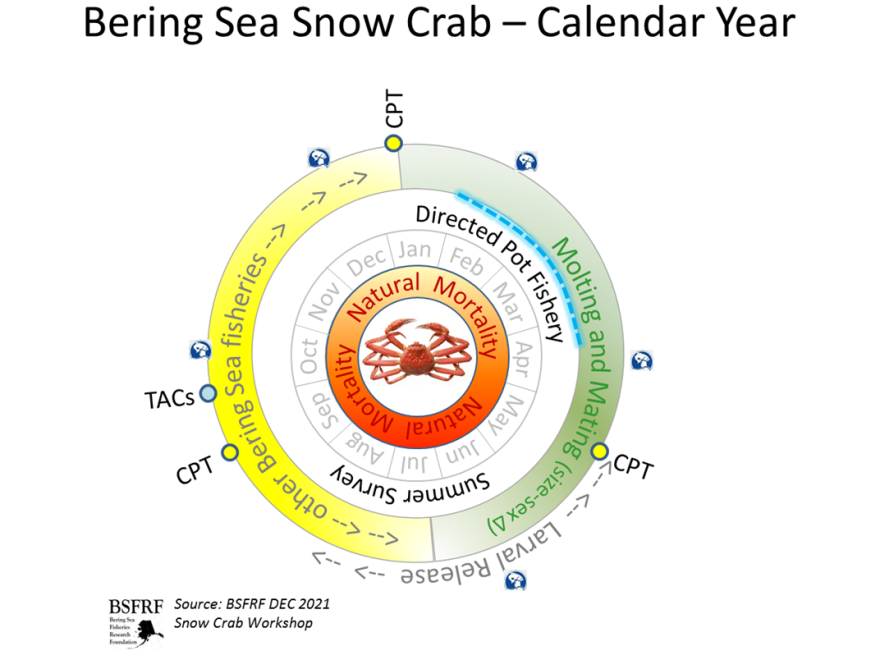 Bering Sea Snow Crab – Calendar Year
CPT
Directed Pot Fishery
Molting and Mating (size-sexΔ)
other Bering Sea fisheries
Jan
Feb
Mar
Apr
May
Jun
Jul
Aug
Sep
Oct
Nov
Dec
Natural Mortality
Natural Mortality
TACs
CPT
CPT
Summer Survey
Larval Release
BSFRF
Bering Sea
Fisheries
Research
Foundation
Source: BSFRF DEC 2021
Snow Crab Workshop